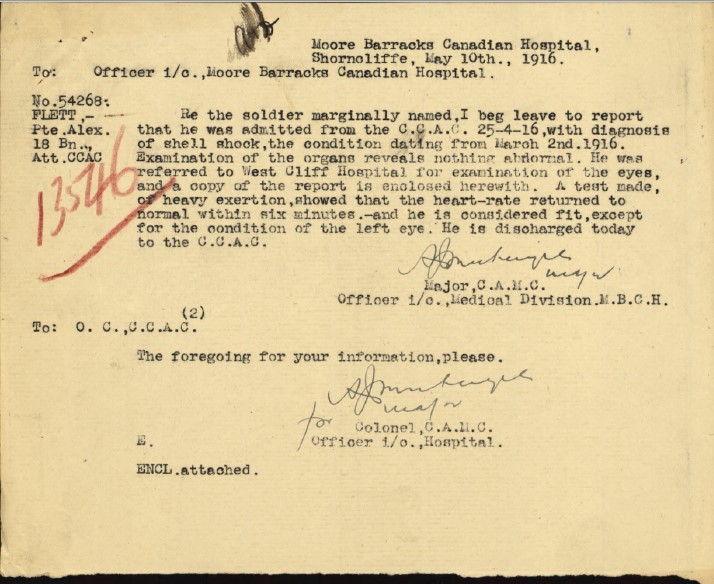 Moore Barracks Canadian Hospital,
Shorncliffe, May 10th., 1916.
To: Officer i/c.,Moore Barracks Canadian Hospital.
No.54268.
FLETT,-
Pte.Alex.
18 Bn.,
Att.CCAC
13546
Re the soldier marginally named,I beg leave to report
that he was admitted from the C.C.A.C. 25-4-16,with diagnosis
of shell shock,the condition dating from March 2nd.1916.
Examination of the organs reveals nothing abnormal. He was
referred to West Cliff Hospital for examination of the eyes,
and a copy of the report is enclosed herewith. A test made,
of heavy exertion,showed that the heart-rate returned to
normal within six minutes.-and he is considered fit,except
for the condition of the left eye. He is discharged today
to the C.C.A.C.
major
Major,C.A.M.C.
Officer i/c.,Medical Division.M.B.C.H.
(2)
To: O. C.,C.C.A.C.
The foregoing for your information,please.
major
for
Colonel,C.A.M.C.
E. Officer i/c.,Hospital.
ENCL.attached.